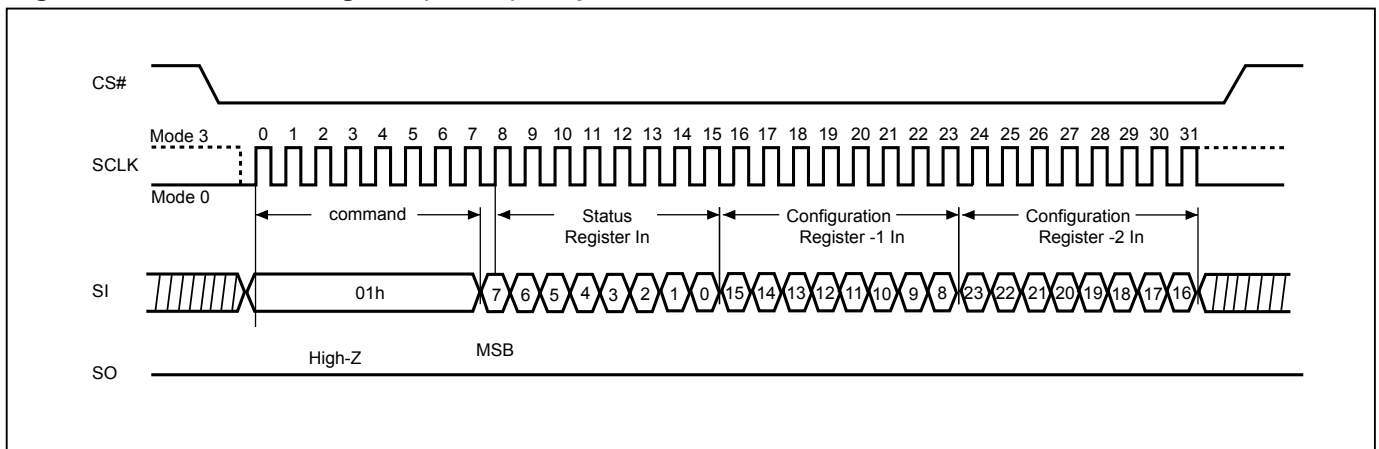 CS#
Mode 3
0 1 2 3 4 5 6 7 8 9 10 11 12 13 14 15 16 17 18 19 20 21 22 23 24 25 26 27 28 29 30 31
SCLK
Mode 0
command
Status
Register In
Configuration
Register -1 In
Configuration
Register -2 In
SI
01h
7 6 5 4 3 2 1 0 15 14 13 12 11 10 9 8 23 22 21 20 19 18 17 16
High-Z
MSB
SO